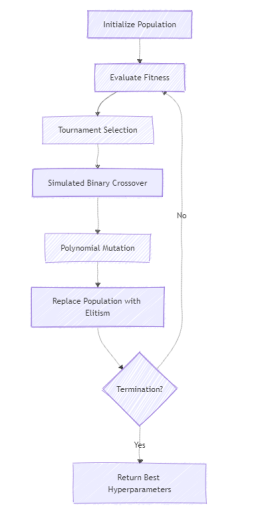 Initialize Population
Evaluate Fitness
Tournament Selection
Simulated Binary Crossover
Polynomial Mutation
Replace Population with
Elitism
No
Termination?
Yes
Return Best
Hyperparameters